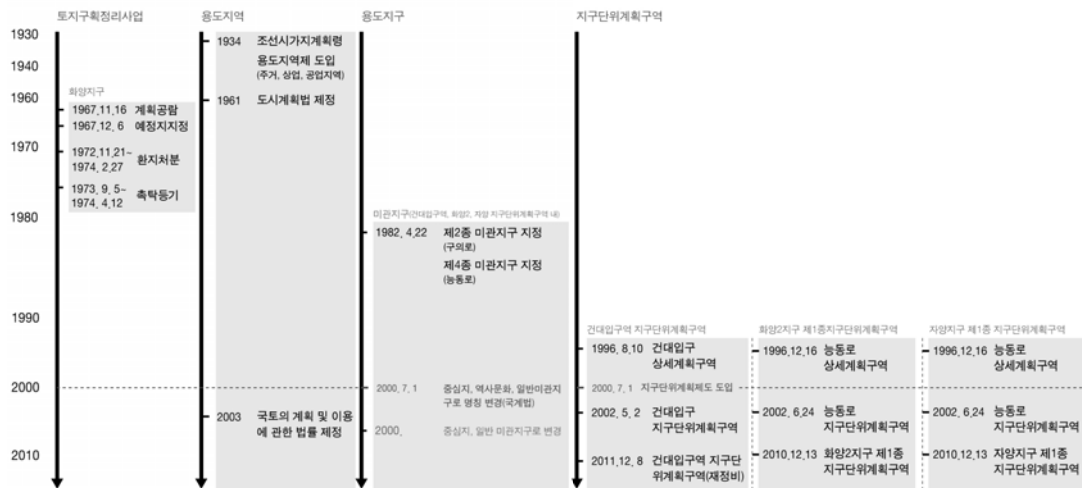 토지구획정리사업
용도지역
용도지구
지구단위계획구역
1930
1940
1960
1970
1980
1990
2000
2010
화양지구
1967.11.16 계획공람
1967.12. 6 예정지지정
1972.11.21~
1974. 2.27
환지처분
1973. 9. 5~
1974. 4.12
촉탁등기
1934 조선시가지계획령
용도지역제 도입
(주거, 상업, 공업지역)
1961 도시계획법 제정
2003 국토의 계획 및 이용
에 관한 법률 제정
미관지구(건대입구역, 화양2, 자양 지구단위계획구역 내)
1982. 4.22 제2종 미관지구 지정
(구의로)
제4종 미관지구 지정
(능동로)
2000. 7. 1 중심지, 역사문화, 일반미관지
구로 명칭 변경(국계법)
2000. 중심지, 일반 미관지구로 변경
건대입구역 지구단위계획구역
1996. 8.10 건대입구
상세계획구역
2000. 7. 1 지구단위계획제도 도입
2002. 5. 2 건대입구
지구단위계획구역
2011.12. 8 건대입구역 지구단
위계획구역(재정비)
화양2지구 제1종지구단위계획구역
1996.12.16 능동로
상세계획구역
2002. 6.24 능동로
지구단위계획구역
2010.12.13 화양2지구 제1종
지구단위계획구역
자양지구 제1종 지구단위계획구역
1996.12.16 능동로
상세계획구역
2002. 6.24 능동로
지구단위계획구역
2010.12.13 자양지구 제1종
지구단위계획구역